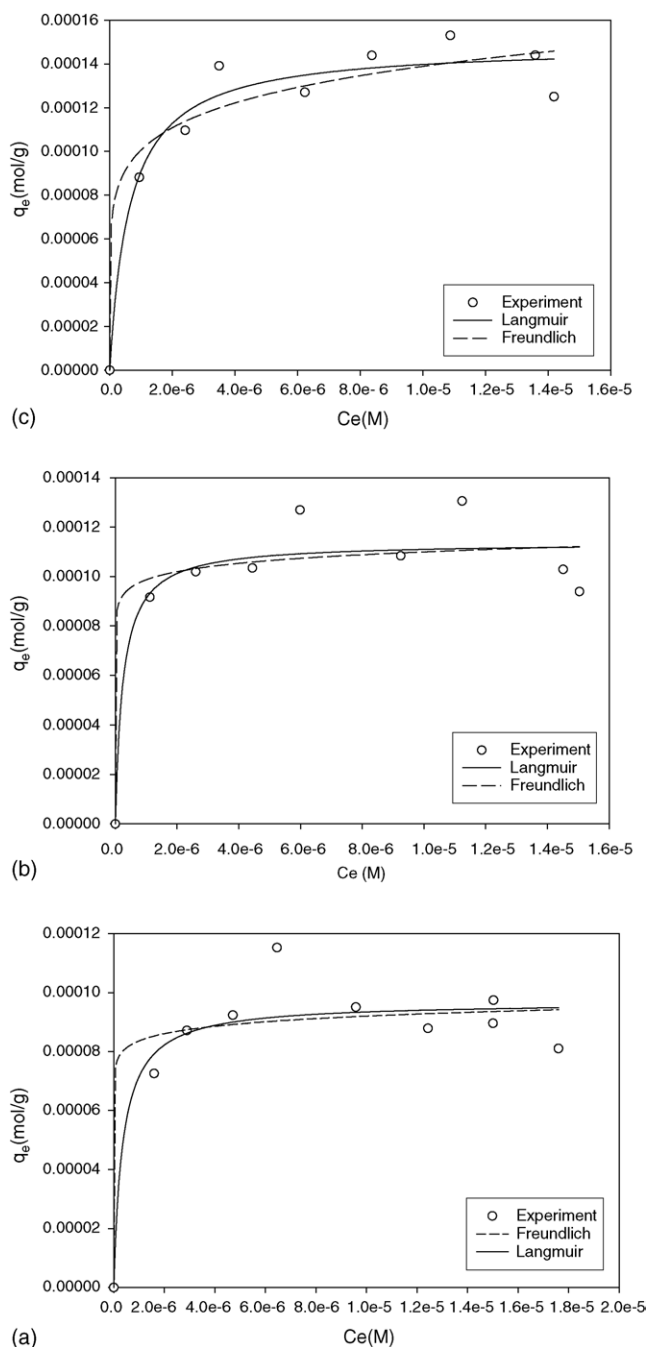 0.00016
0.00014
0.00012
0.00010
0.00008
0.00006
0.00004
0.00002
0.00000
qe(mol/g)
Experiment
Langmuir
Freundlich
0.0 2.0e-6 4.0e-6 6.0e-6 8.0e-6 1.0e-5 1.2e-5 1.4e-5 1.6e-5
(c)
Ce(M)
0.00014
0.00012
0.00010
0.00008
0.00006
0.00004
0.00002
0.00000
qe(mol/g)
Experiment
Langmuir
Freundlich
0.0 2.0e-6 4.0e-6 6.0e-6 8.0e-6 1.0e-5 1.2e-5 1.4e-5 1.6e-5
(b)
Ce (M)
0.00012
0.00010
0.00008
0.00006
0.00004
0.00002
0.00000
qe(mol/g)
Experiment
Freundlich
Langmuir
0.0 2.0e-6 4.0e-6 6.0e-6 8.0e-6 1.0e-5 1.2e-5 1.4e-5 1.6e-5 1.8e-5 2.0e-5
(a)
Ce(M)